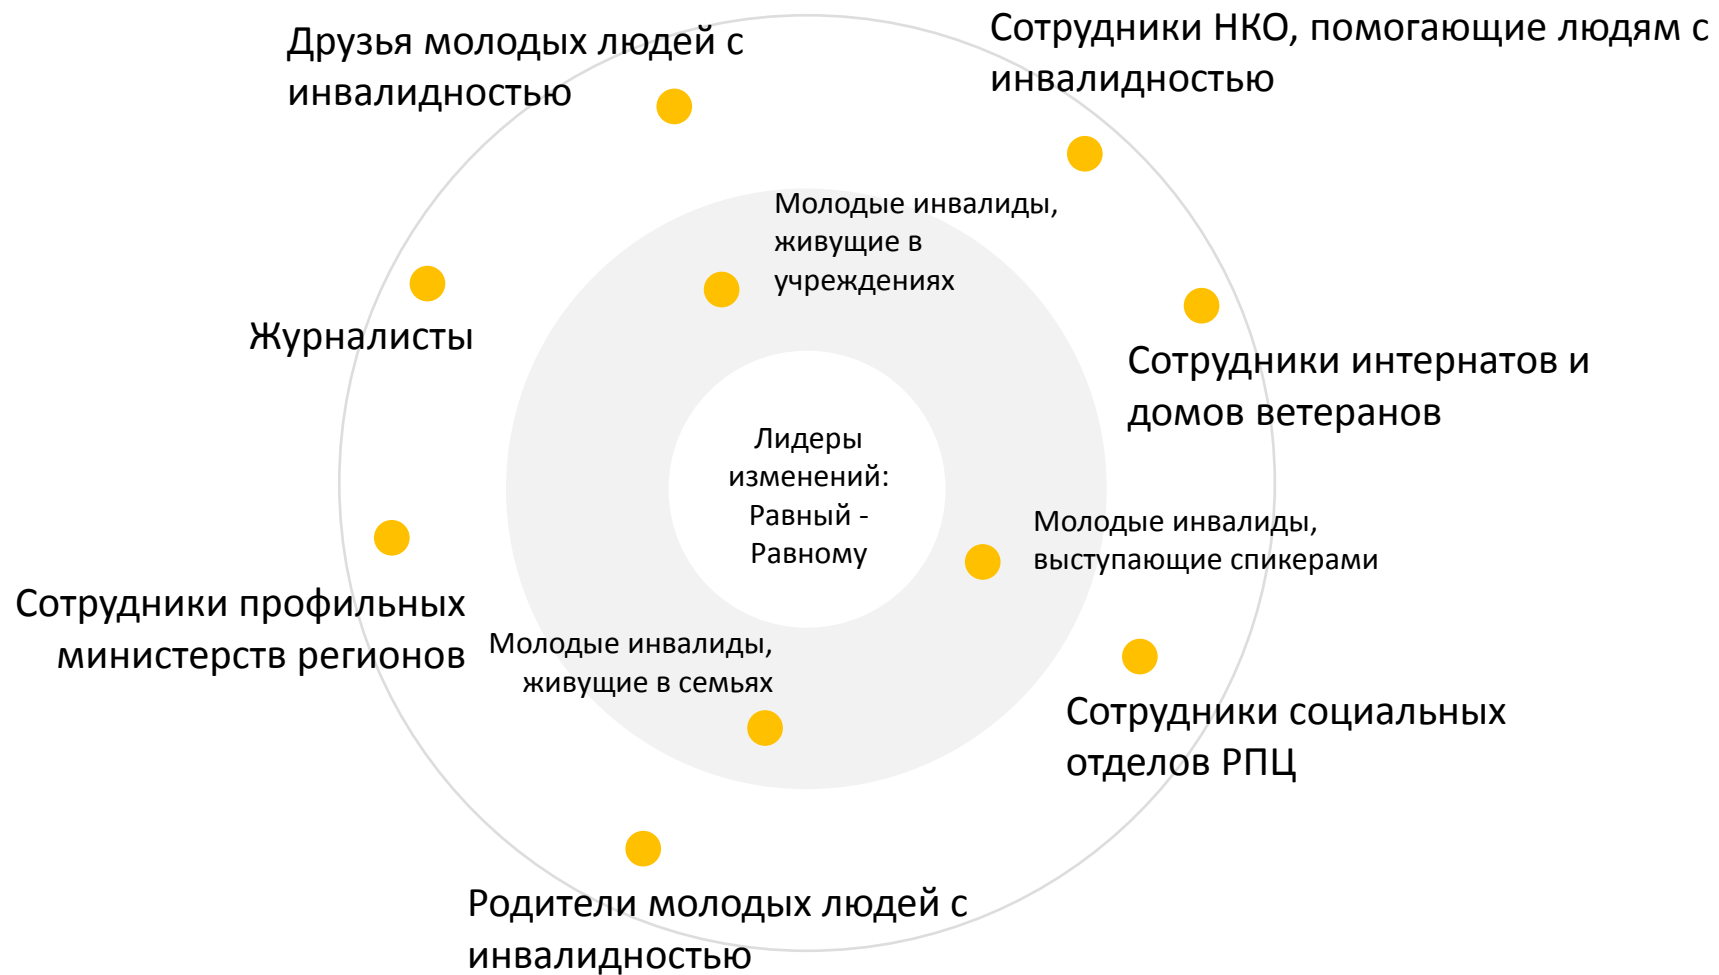 Друзья молодых людей с
инвалидностью
Сотрудники НКО, помогающие людям с
инвалидностью
Молодые инвалиды,
живущие в
учреждениях
Журналисты
Сотрудники интернатов и
домов ветеранов
Лидеры
изменений:
Равный -
Равному
Молодые инвалиды,
выступающие спикерами
Сотрудники профильных
министерств регионов
Молодые инвалиды,
живущие в семьях
Сотрудники социальных
отделов РПЦ
Родители молодых людей с
инвалидностью